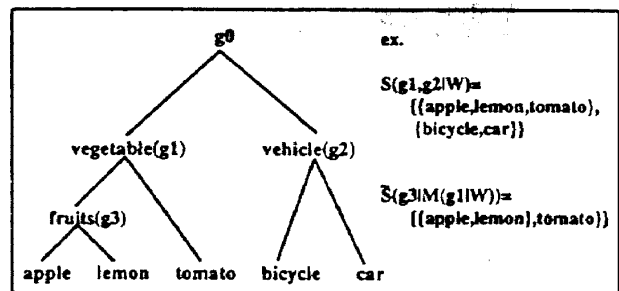 g0
ex.
S(g1,g2|W)=
{{apple,lemon,tomato},
{bicycle,car}}
vegetable(g1)
vehicle(g2)
S̃(g3|M(g1|W))=
{{apple,lemon},tomato}}
fruits(g3)
apple
lemon
tomato
bicycle
car